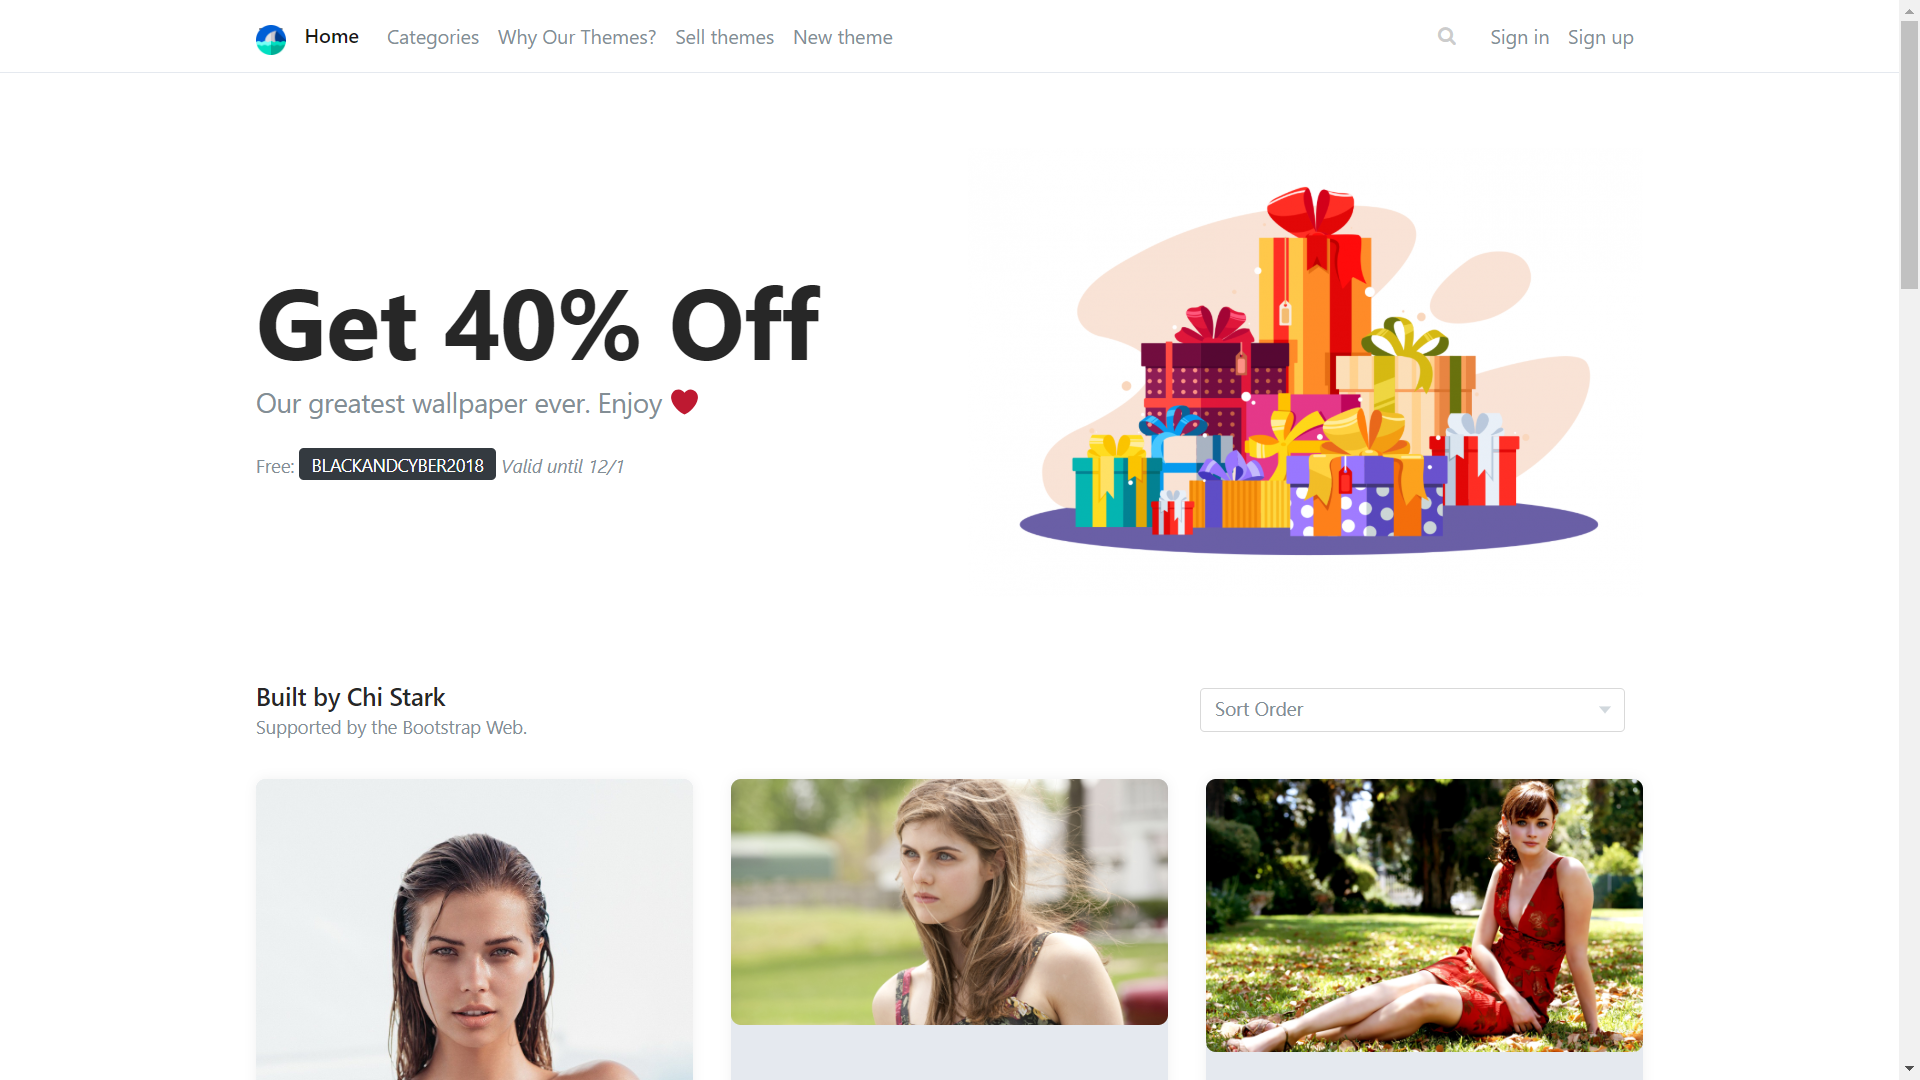 Home Categories Why Our Themes? Sell themes New theme Sign in Sign up
Get 40% Off
Our greatest wallpaper ever. Enjoy
Free: BLACKANDCYBER2018 Valid until 12/1
Built by Chi Stark
Supported by the Bootstrap Web.
Sort Order